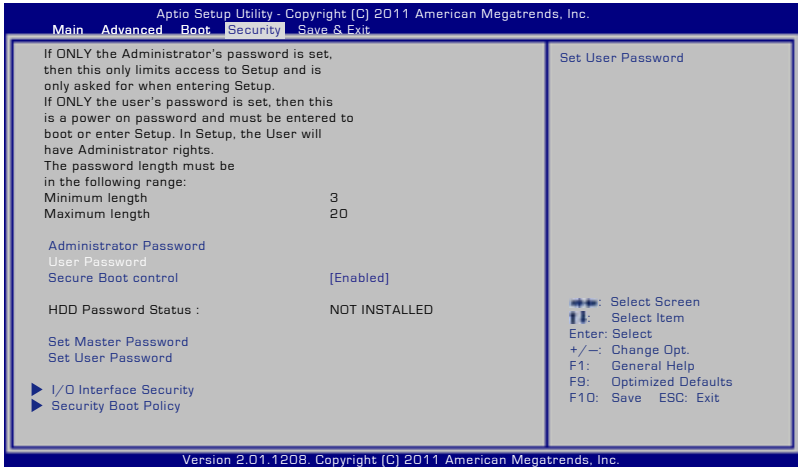 Aptio Setup Utility - Copyright (C) 2011 American Megatrends, Inc.
Main Advanced Boot Security Save & Exit
If ONLY the Administrator's password is set,
then this only limits access to Setup and is
only asked for when entering Setup.
If ONLY the user's password is set, then this
is a power on password and must be entered to
boot or enter Setup. In Setup, the User will
have Administrator rights.
The password length must be
in the following range:
Minimum length 3
Maximum length 20
Administrator Password
User Password
Secure Boot control [Enabled]
HDD Password Status : NOT INSTALLED
Set Master Password
Set User Password
I/O Interface Security
Security Boot Policy
Set User Password
: Select Screen
: Select Item
Enter: Select
+/—: Change Opt.
F1: General Help
F9: Optimized Defaults
F10: Save ESC: Exit
Version 2.01.1208. Copyright (C) 2011 American Megatrends, Inc.